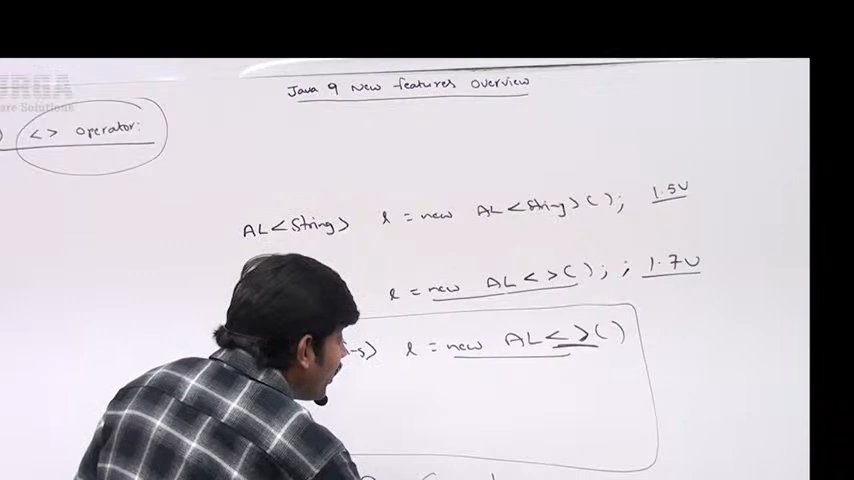 Java 9 New features Overview
<> operator:
AL<String> l = new AL<String>(); 1.5V
l = new AL<>(); ; 1.7V
l = new AL<>()